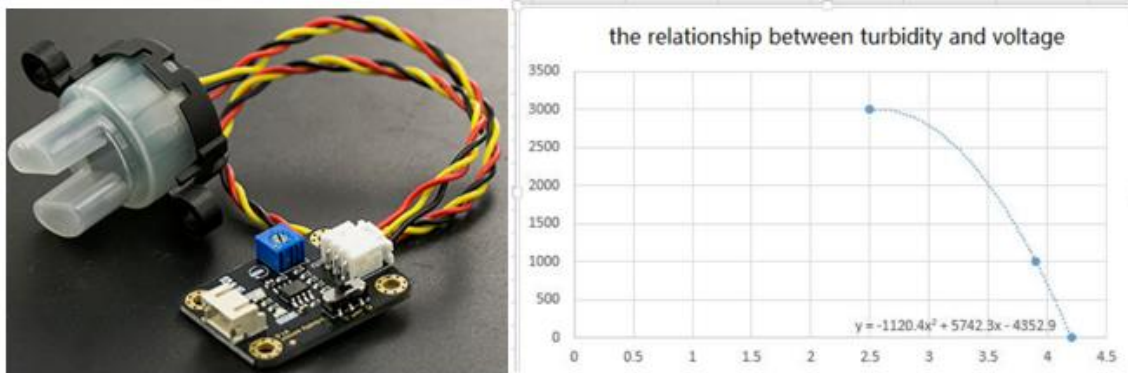 the relationship between turbidity and voltage
3500
3000
2500
2000
1500
1000
500
0
y = -1120.4x² + 5742.3x - 4352.9
0 0.5 1 1.5 2 2.5 3 3.5 4 4.5